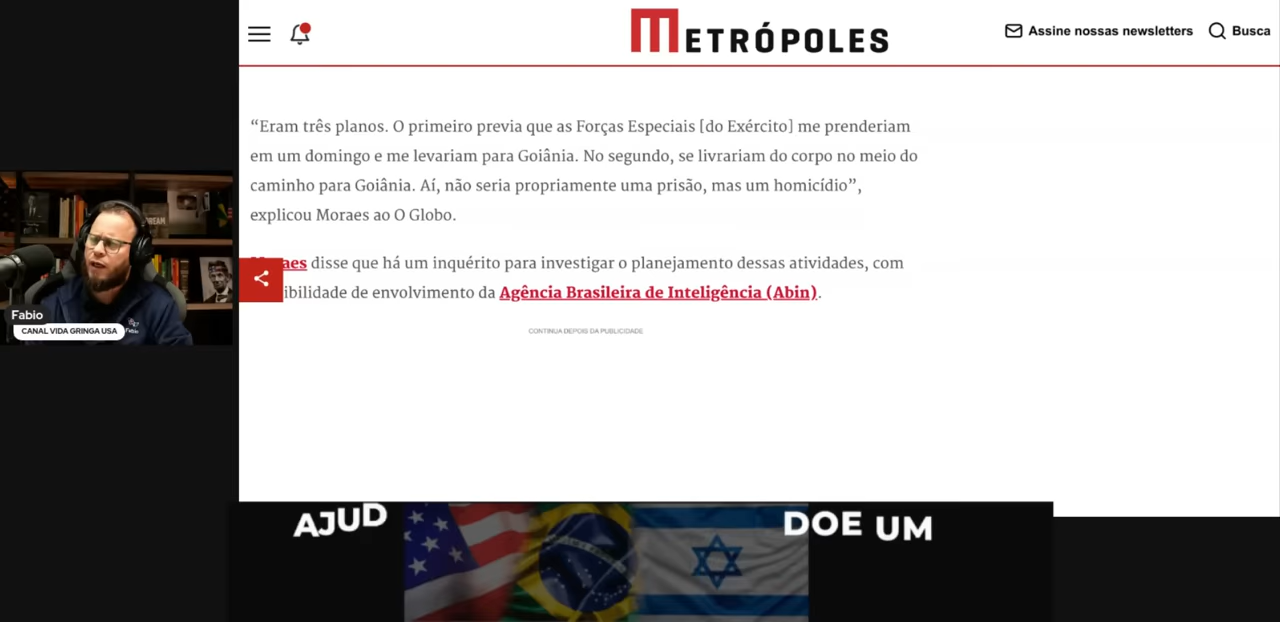 METRÓPOLES
Assine nossas newsletters
Busca
“Eram três planos. O primeiro previa que as Forças Especiais [do Exército] me prenderiam
em um domingo e me levariam para Goiânia. No segundo, se livrariam do corpo no meio do
caminho para Goiânia. Aí, não seria propriamente uma prisão, mas um homicídio”,
explicou Moraes ao O Globo.
aes disse que há um inquérito para investigar o planejamento dessas atividades, com
ibilidade de envolvimento da Agência Brasileira de Inteligência (Abin).
CONTINUA DEPOIS DA PUBLICIDADE
DREAM
Fabio
Fabio
CANAL VIDA GRINGA USA
AJUD
DOE UM